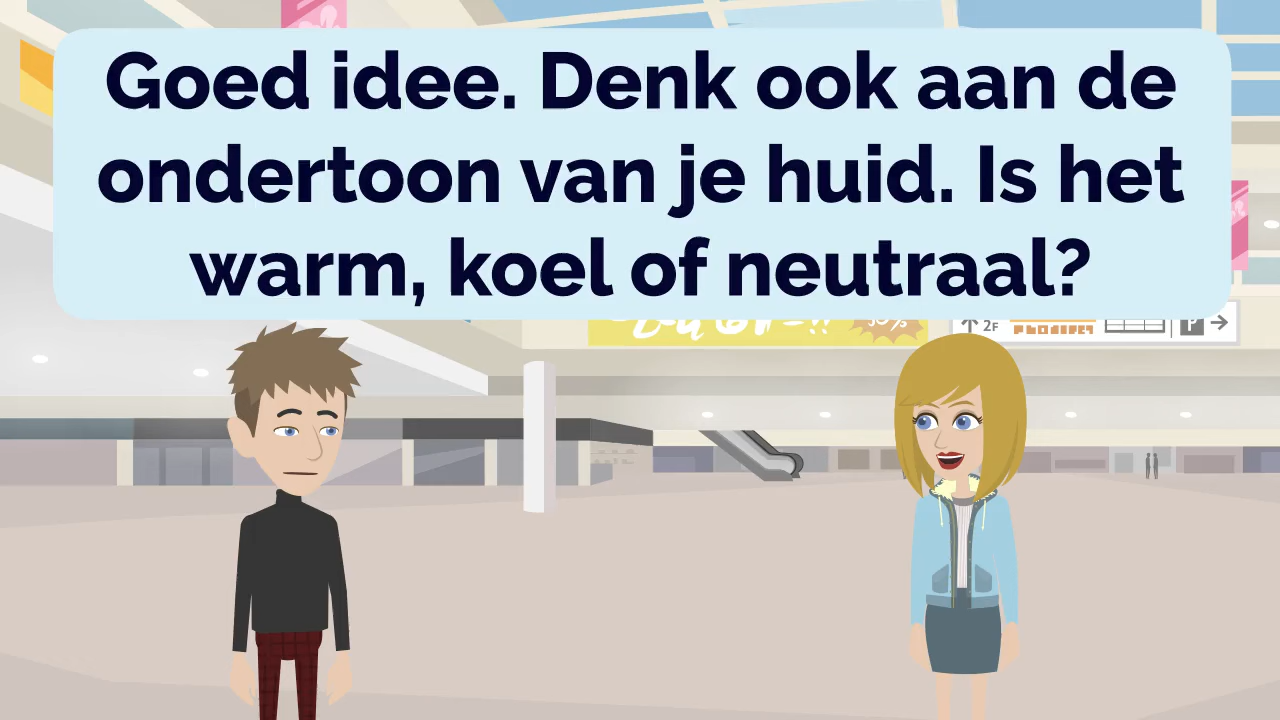 Goed idee. Denk ook aan de
ondertoon van je huid. Is het
warm, koel of neutraal?
2F
P